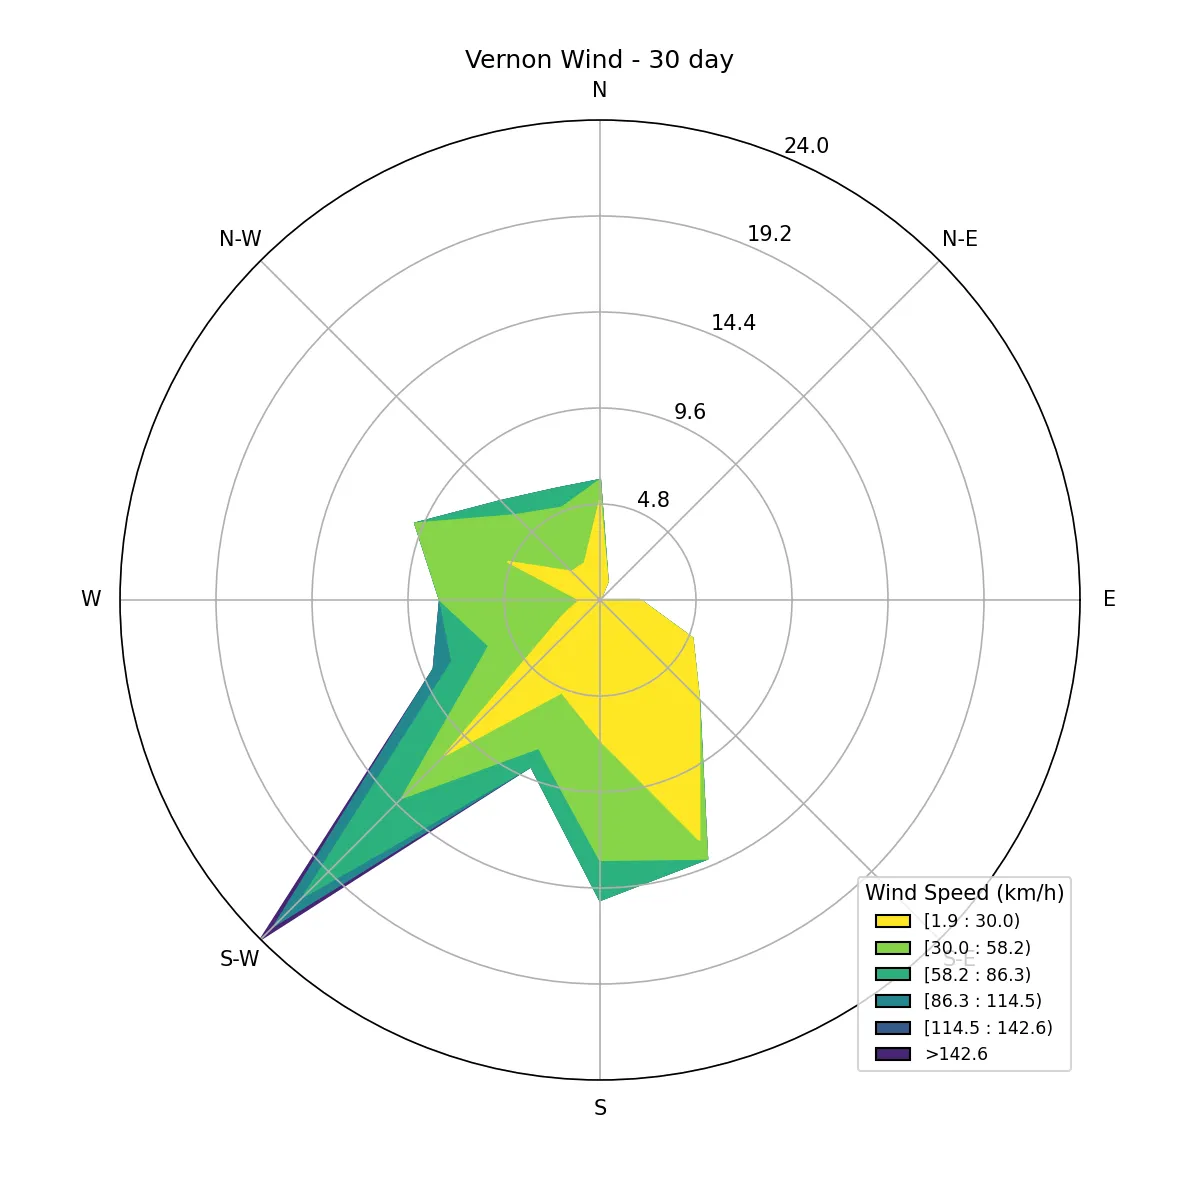 Vernon Wind - 30 day
N
24.0
19.2
N-W
N-E
14.4
9.6
4.8
W
E
Wind Speed (km/h)
[1.9 : 30.0)
[30.0 : 58.2)
S-W
S-E
[58.2 : 86.3)
[86.3 : 114.5)
[114.5 : 142.6)
>142.6
S